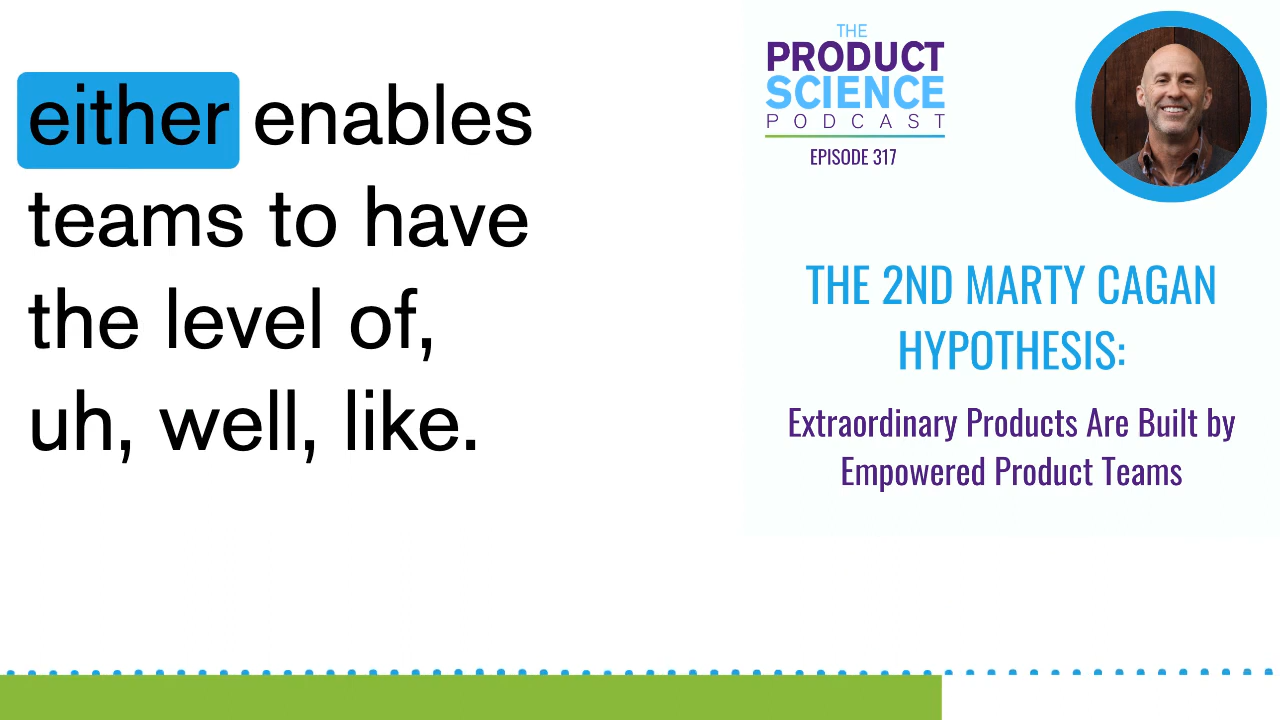 either enables
teams to have
the level of,
uh, well, like.
THE
PRODUCT
SCIENCE
PODCAST
EPISODE 317
THE 2ND MARTY CAGAN
HYPOTHESIS:
Extraordinary Products Are Built by
Empowered Product Teams